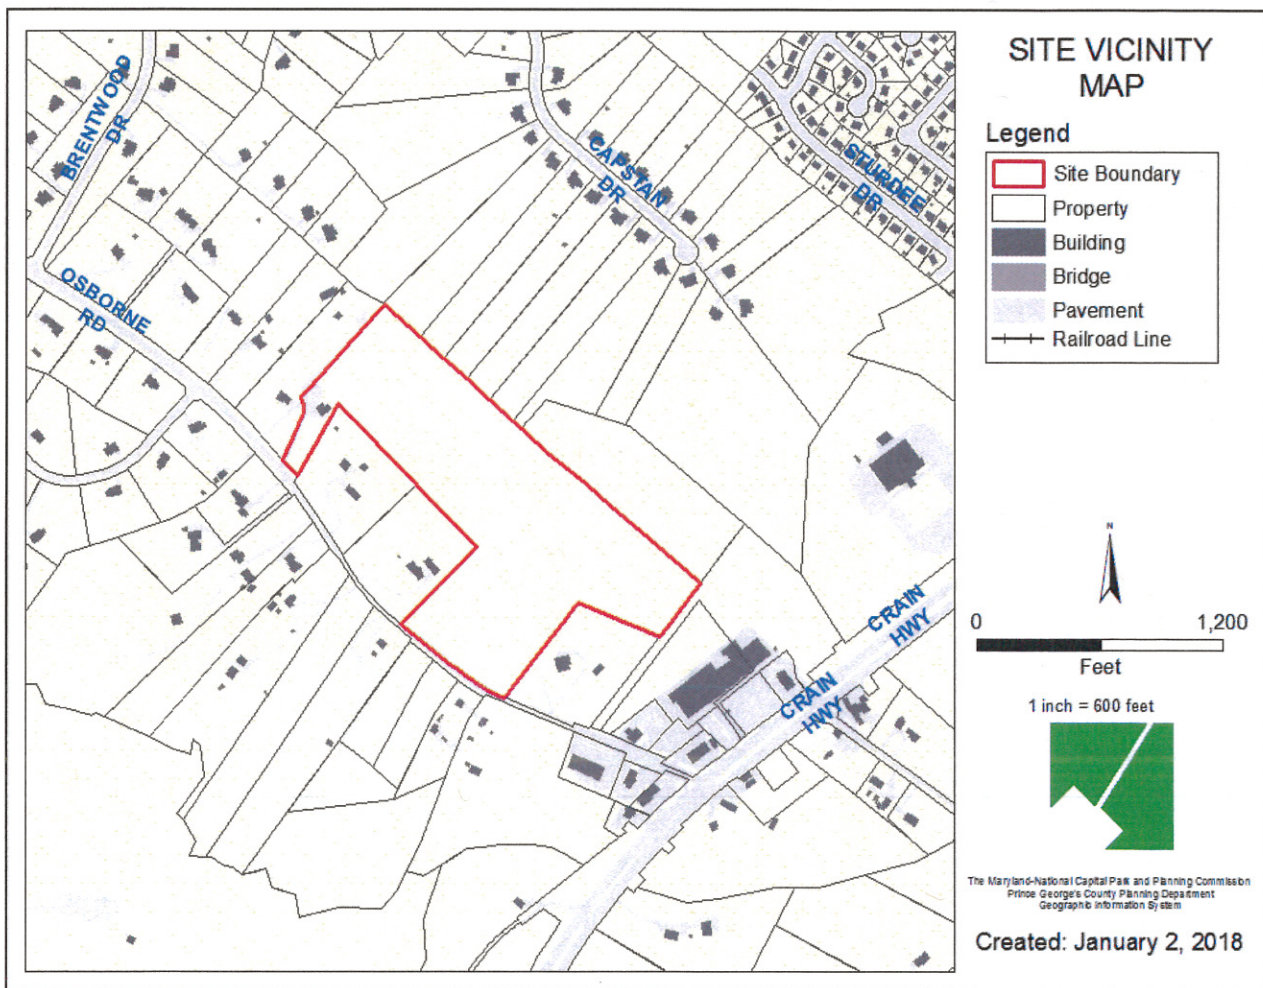 SITE VICINITY
MAP
Legend
Site Boundary
Property
Building
Bridge
Pavement
Railroad Line
BRENTWOOD
DR
CAPSTAN
DR
STURDEE
DR
OSBORNE
RD
CRAIN
HWY
CRAIN
HWY
N
0 1,200
Feet
1 inch = 600 feet
The Maryland-National Capital Park and Planning Commission
Prince George's County Planning Department
Geographic Information System
Created: January 2, 2018